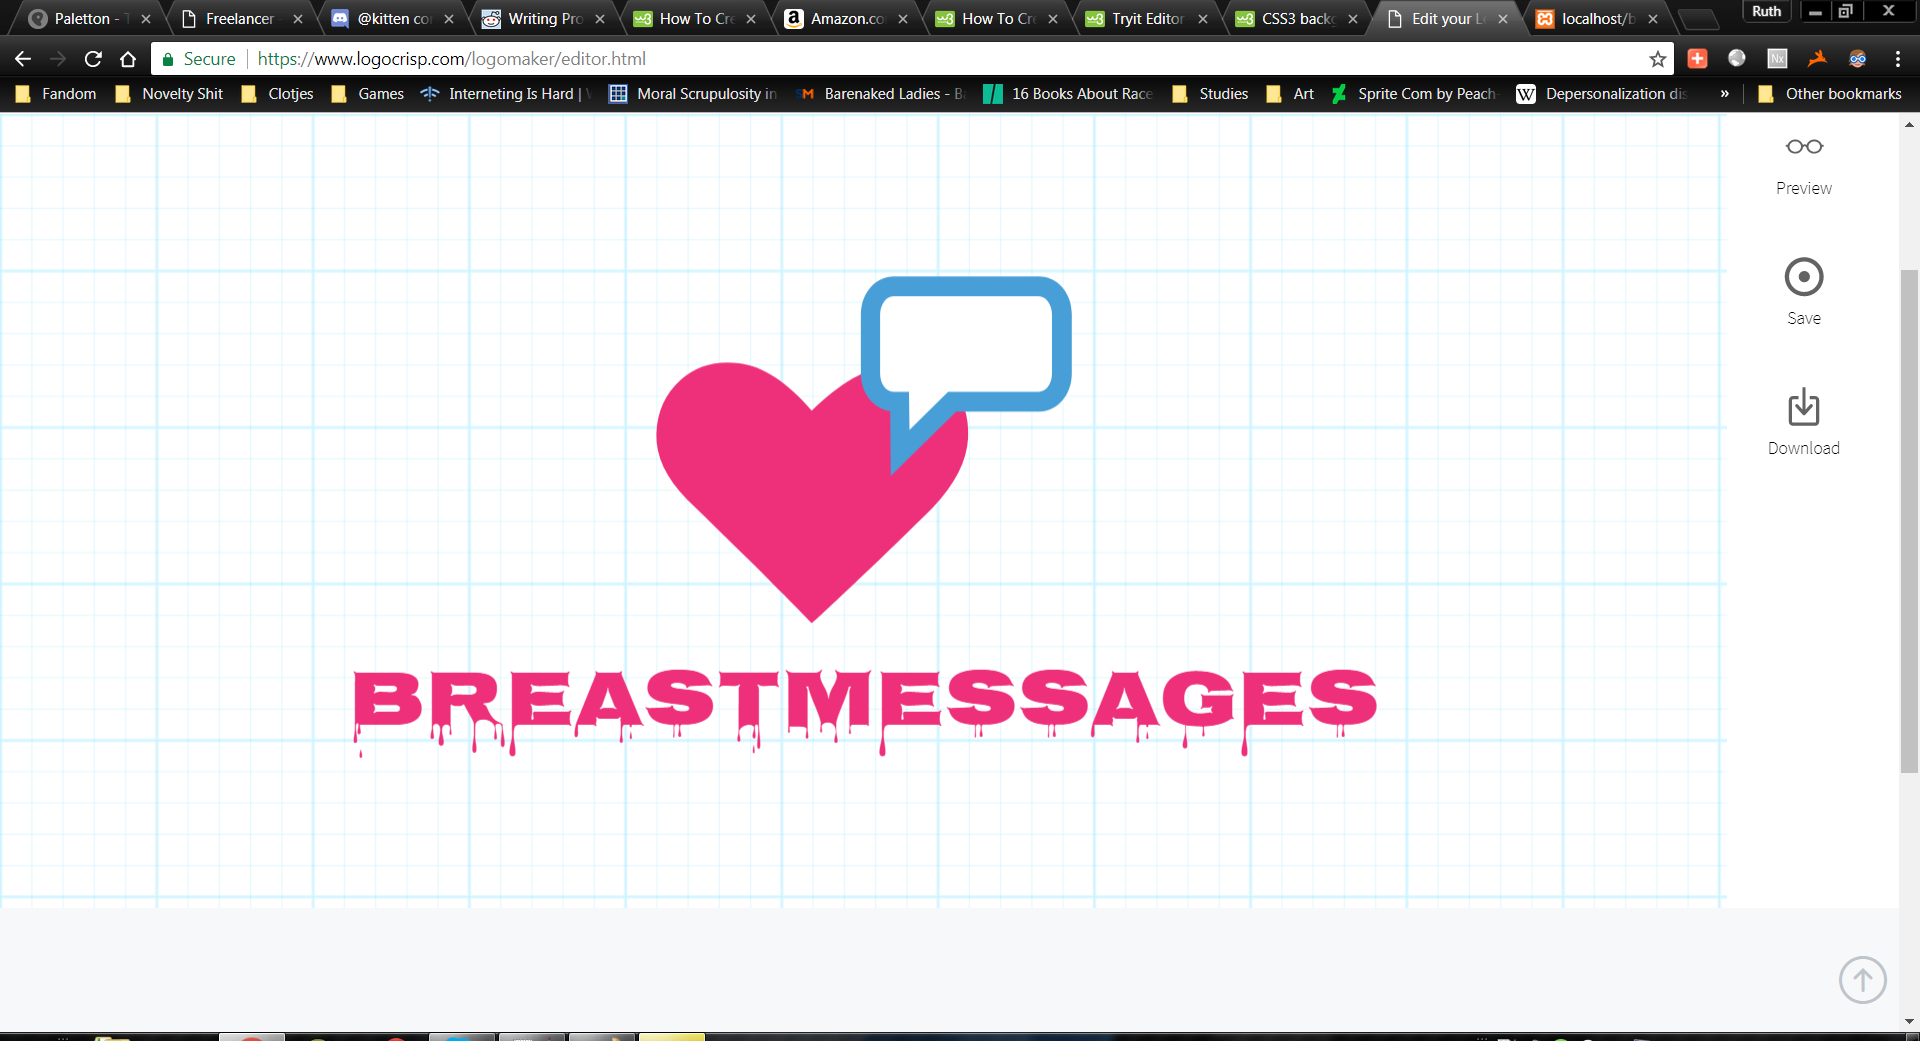 Paletton - T Freelancer @kitten co Writing Pro How To Cre Amazon.co How To Cre Tryit Editor CSS3 backg Edit your Lo localhost/b Ruth
Secure https://www.logocrisp.com/logomaker/editor.html
Fandom Novelty Shit Clotjes Games Interneting Is Hard | Moral Scrupulosity in Barenaked Ladies - B 16 Books About Race Studies Art Sprite Com by Peach- Depersonalization dis » Other bookmarks
Preview
Save
Download
BREASTMESSAGES